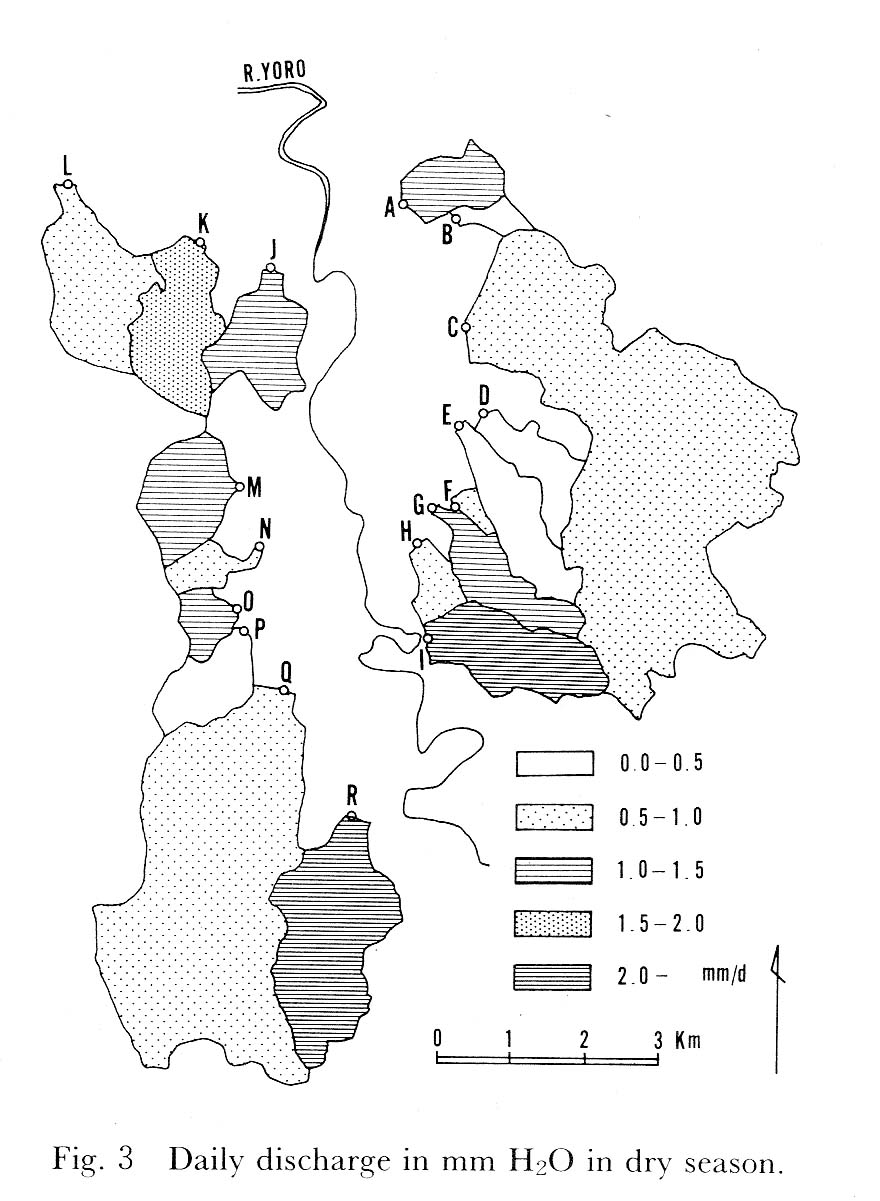 R.YORO
L
K
J
A
B
C
D
E
F
G
H
I
M
N
O
P
Q
R
0.0-0.5
0.5-1.0
1.0-1.5
1.5-2.0
2.0- mm/d
0 1 2 3 Km
Fig. 3 Daily discharge in mm H₂O in dry season.